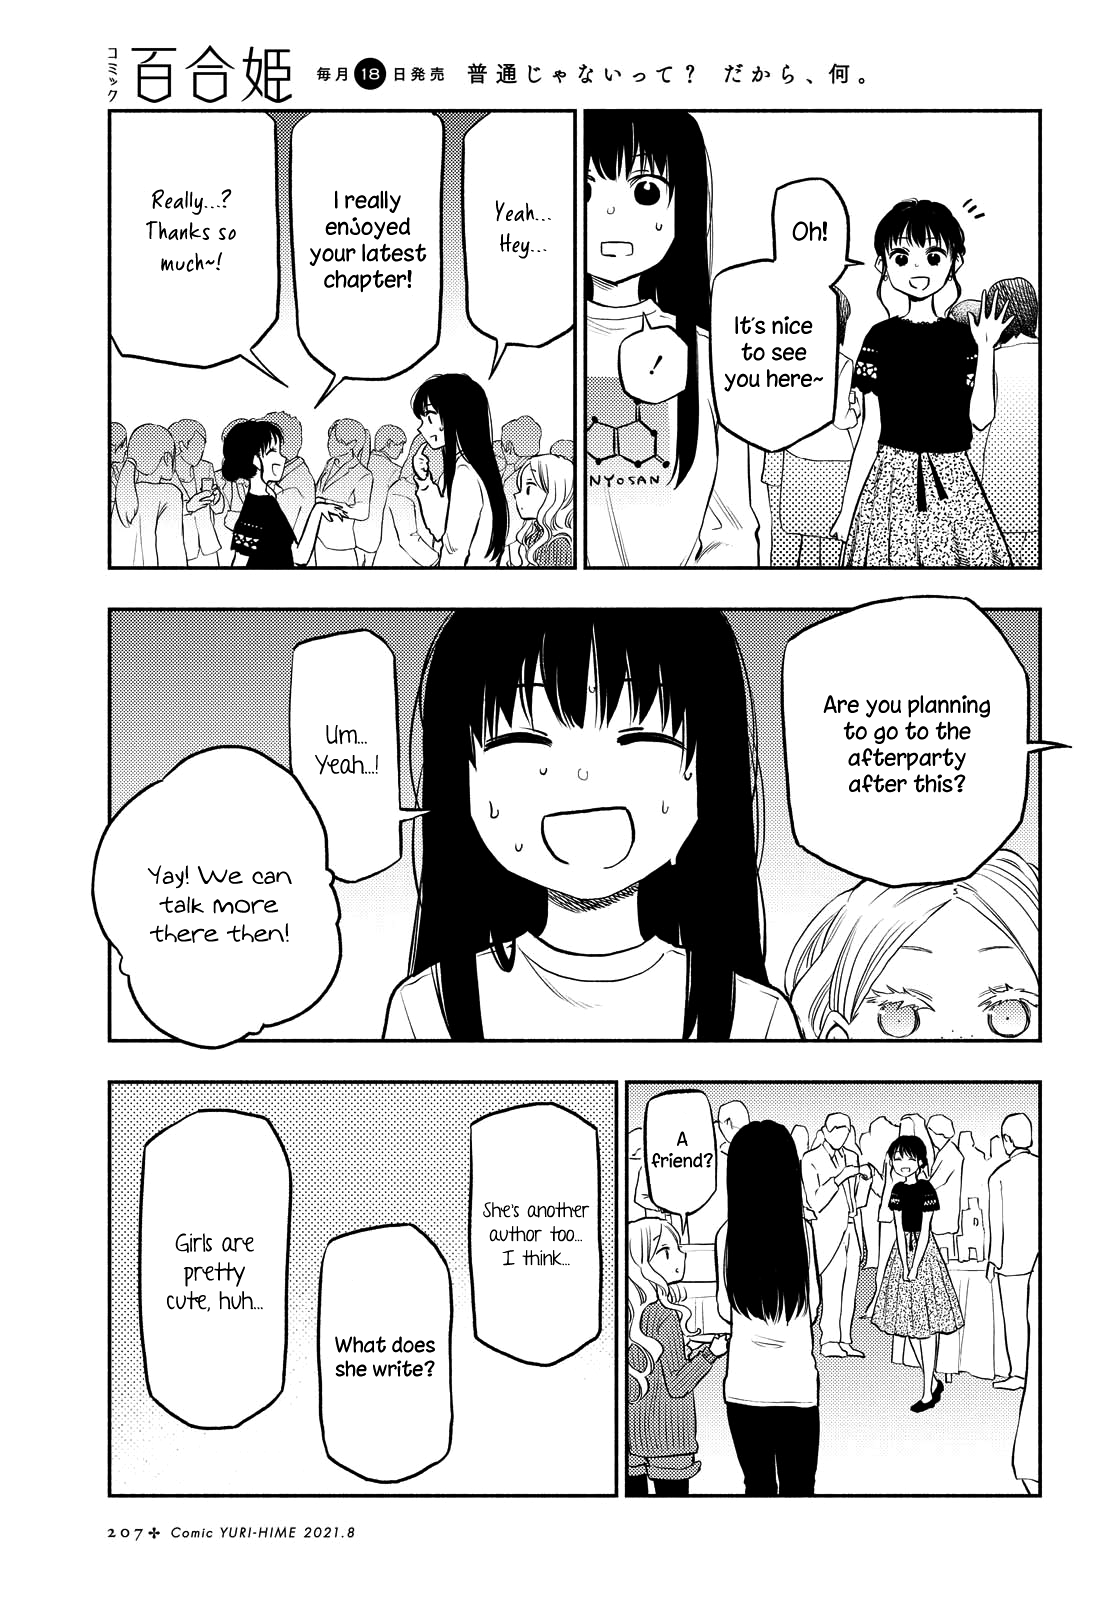 コミック
百合姫
毎月18日発売 普通じゃないって? だから、何。
Oh!
It's nice
to see
you here~
!
NYOSAN
Yeah...
Hey...
I really
enjoyed
your latest
chapter!
Really...?
Thanks so
much~!
Are you planning
to go to the
afterparty
after this?
Um...
Yeah...!
Yay! We can
talk more
there then!
A
friend?
She's another
author too...
I think...
What does
she write?
Girls are
pretty
cute, huh...
207 Comic YURI-HIME 2021.8